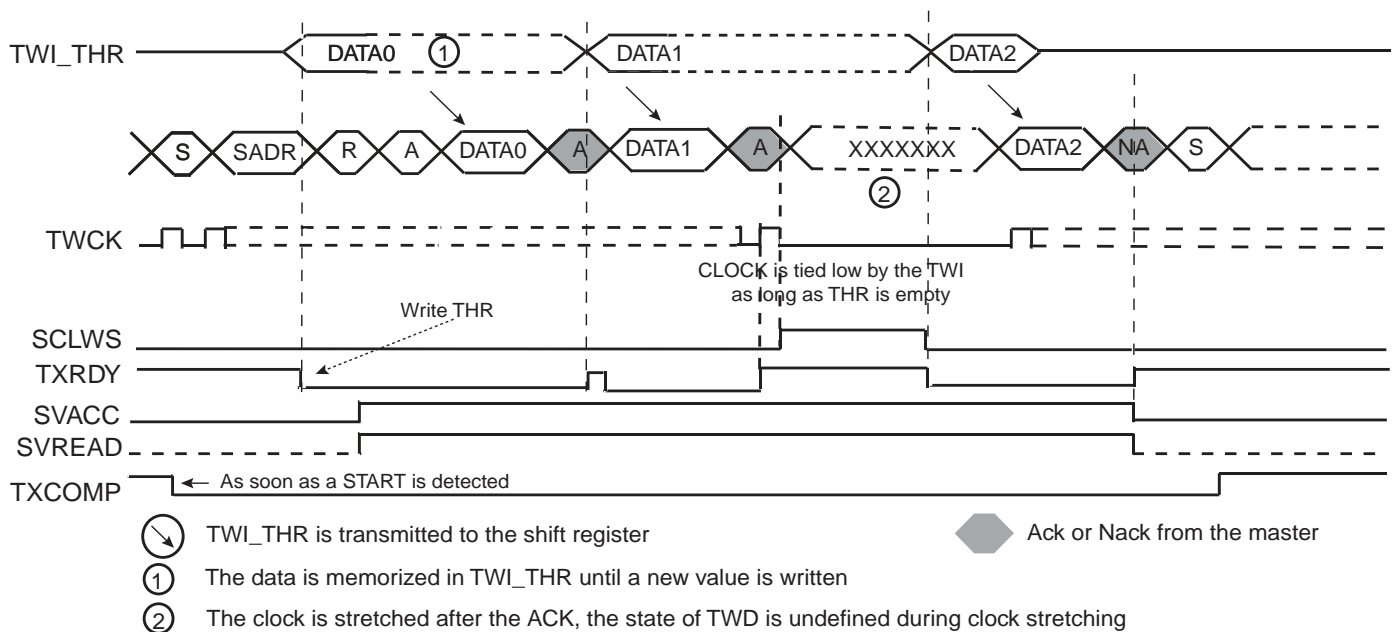 TWI_THR DATA0 1 DATA1 DATA2
S SADR R A DATA0 A DATA1 A XXXXXXX DATA2 NA S
2
TWCK
CLOCK is tied low by the TWI
as long as THR is empty
Write THR
SCLWS
TXRDY
SVACC
SVREAD
TXCOMP As soon as a START is detected
TWI_THR is transmitted to the shift register Ack or Nack from the master
1 The data is memorized in TWI_THR until a new value is written
2 The clock is stretched after the ACK, the state of TWD is undefined during clock stretching